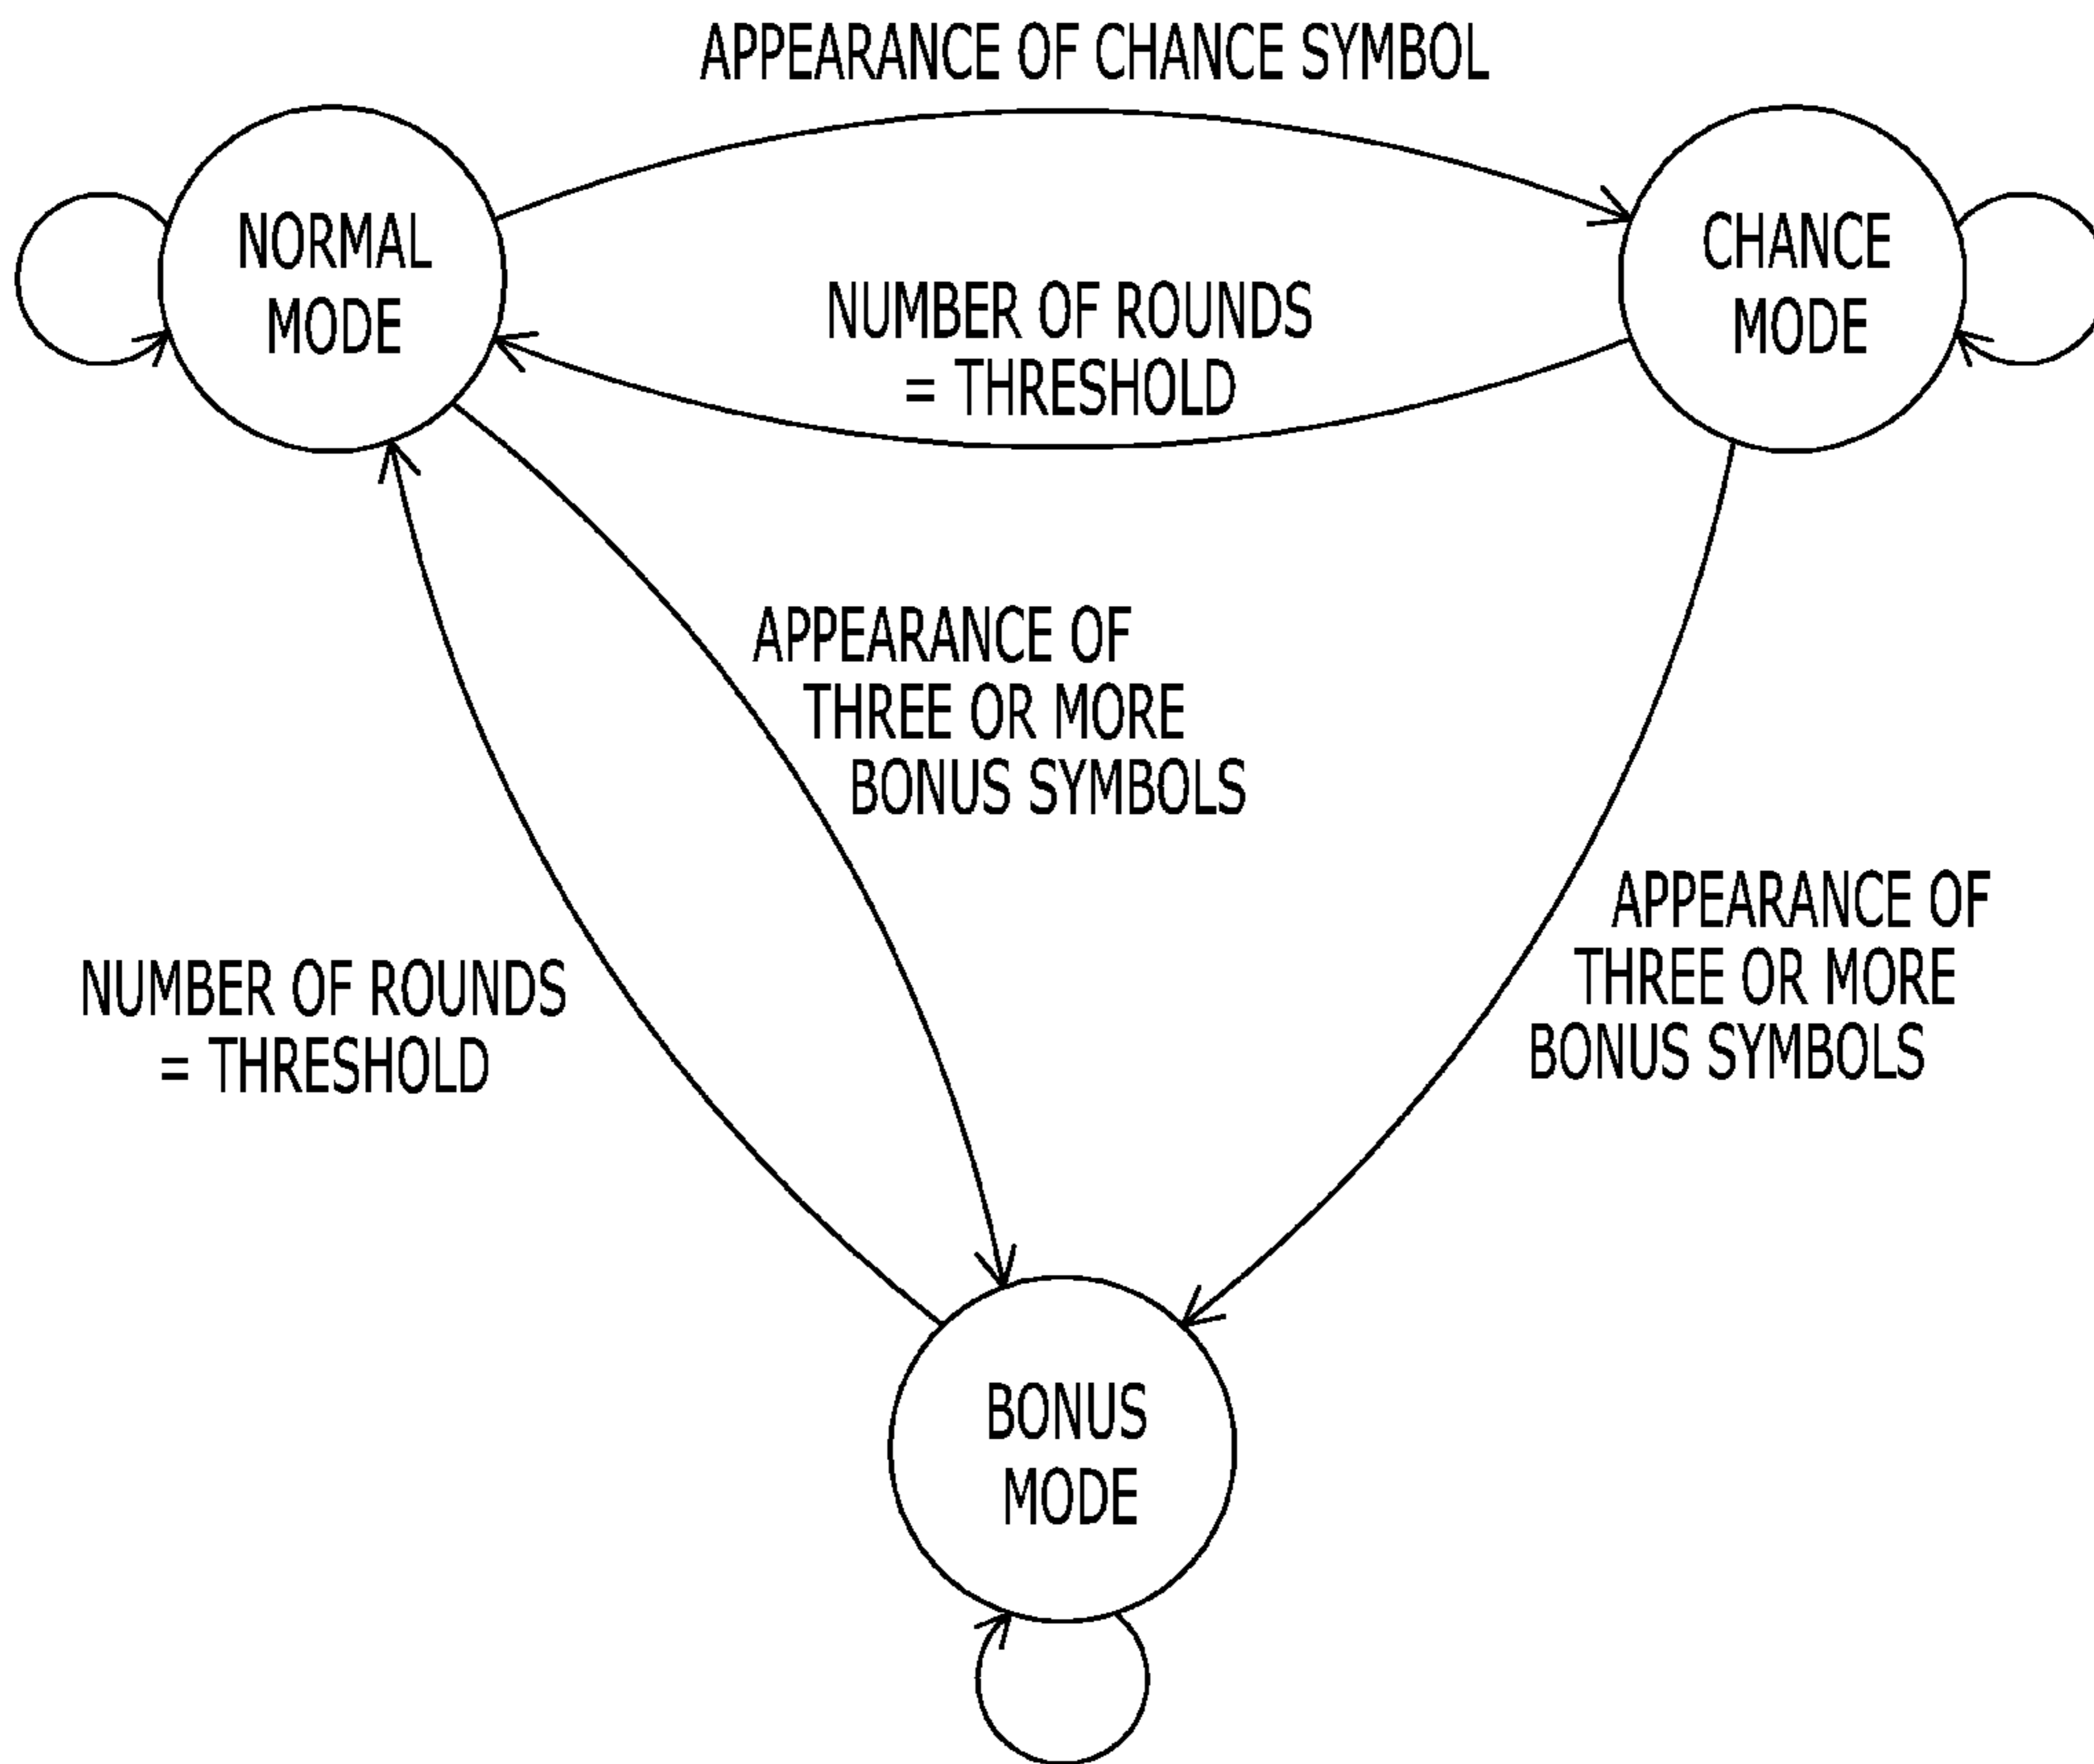 APPEARANCE OF CHANCE SYMBOL
NORMAL
MODE
CHANCE
MODE
NUMBER OF ROUNDS
= THRESHOLD
APPEARANCE OF
THREE OR MORE
BONUS SYMBOLS
APPEARANCE OF
THREE OR MORE
BONUS SYMBOLS
NUMBER OF ROUNDS
= THRESHOLD
BONUS
MODE